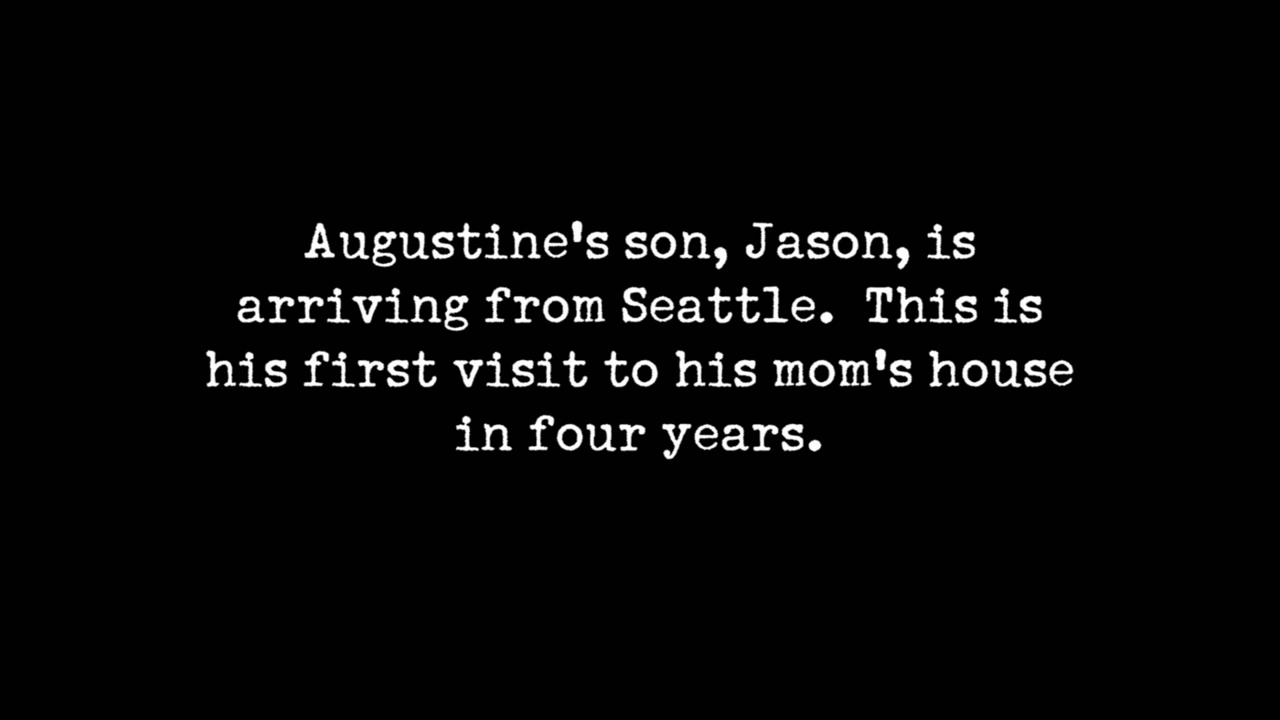 Augustine's son, Jason, is
arriving from Seattle.  This is
his first visit to his mom's house
in four years.